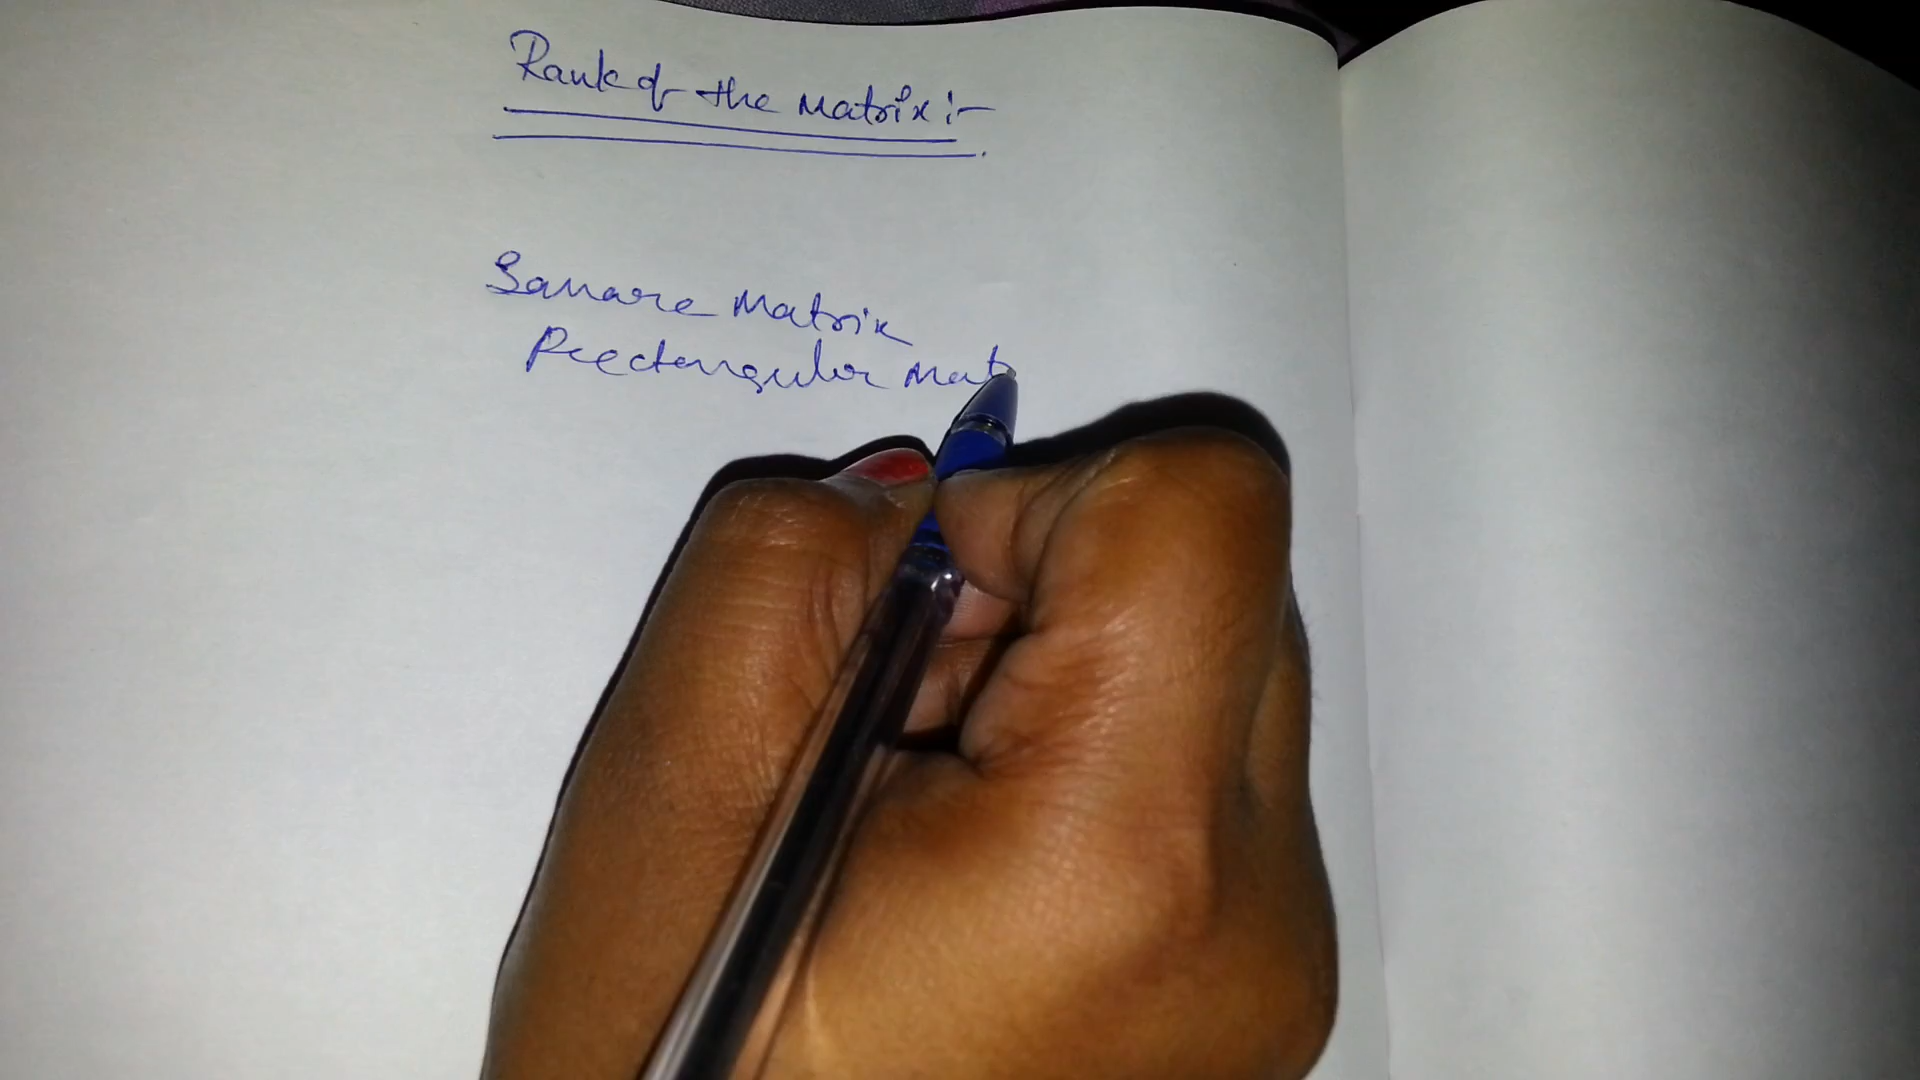 Rank of the Matrix :-
Square Matrix
Rectangular Mat